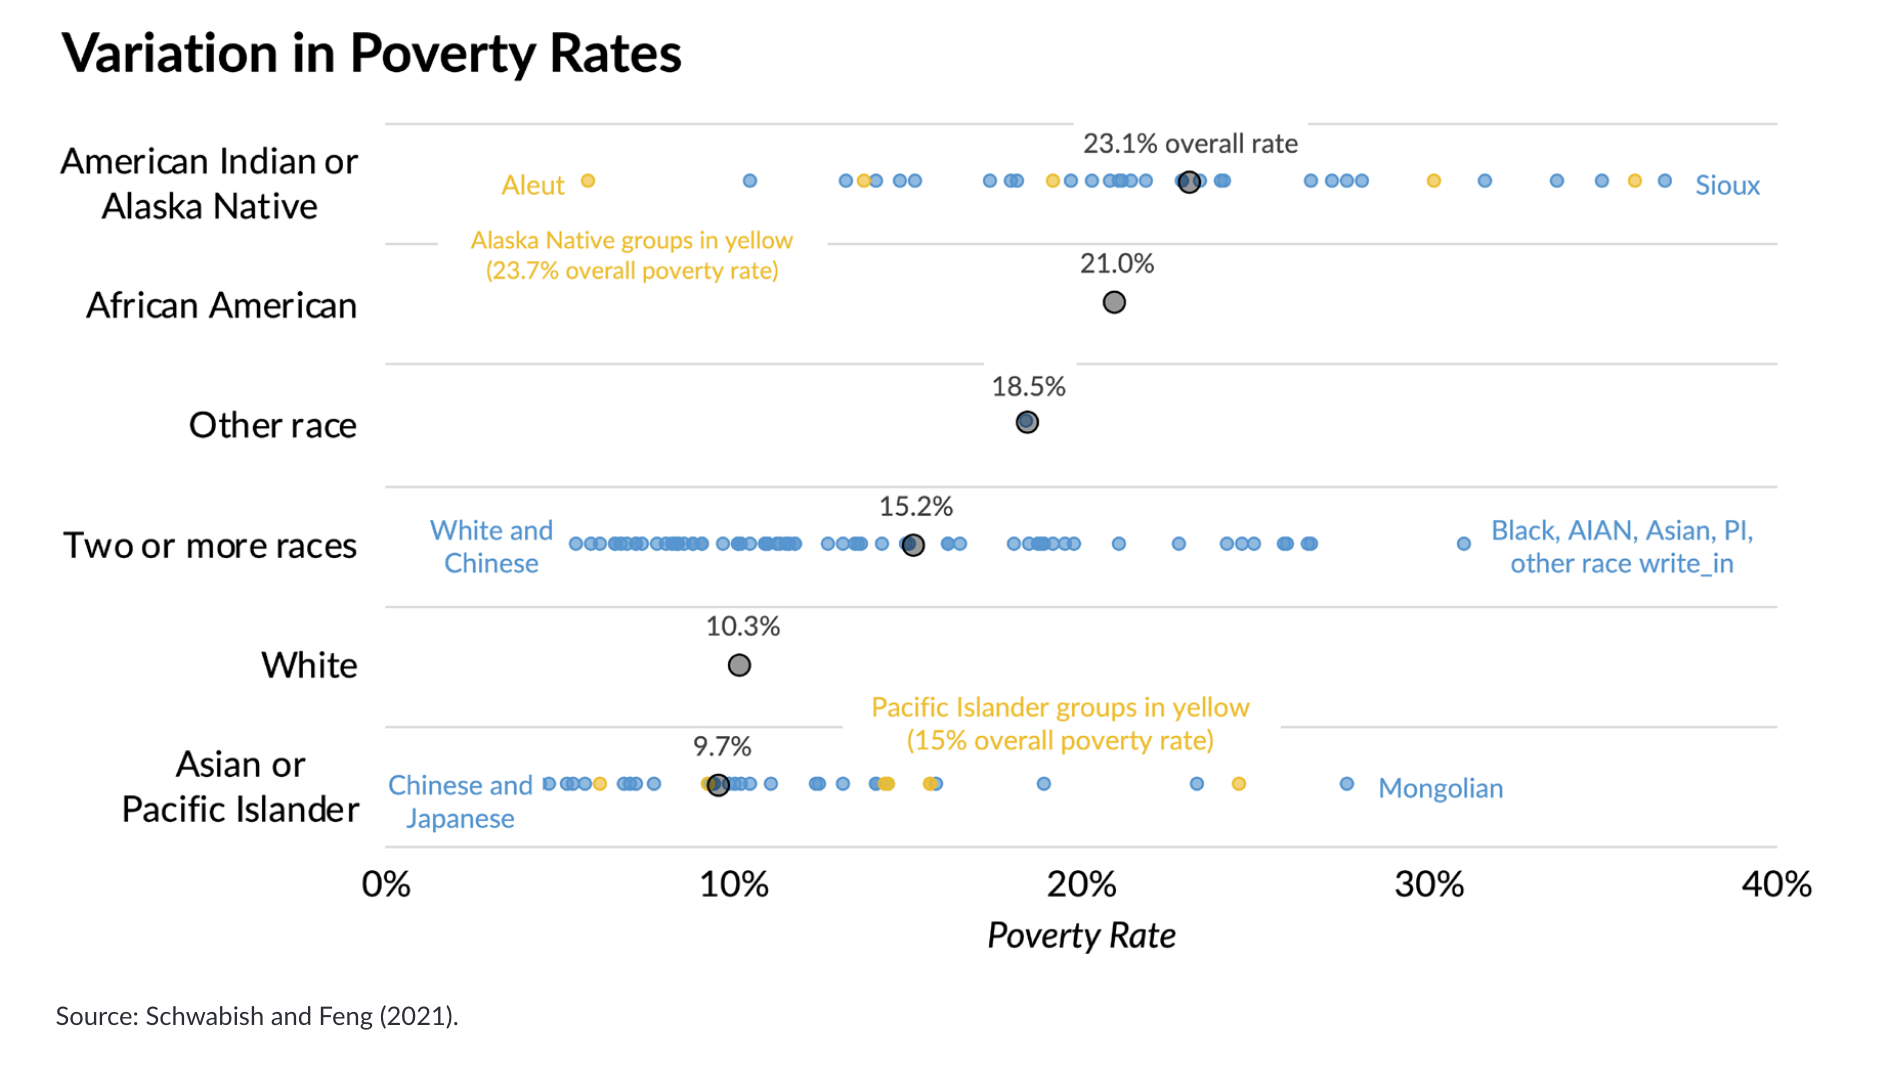 Variation in Poverty Rates
American Indian or
Alaska Native
23.1% overall rate
Aleut
Sioux
Alaska Native groups in yellow
(23.7% overall poverty rate)
African American
21.0%
Other race
18.5%
Two or more races
15.2%
White and
Chinese
Black, AIAN, Asian, PI,
other race write_in
White
10.3%
Pacific Islander groups in yellow
(15% overall poverty rate)
Asian or
Pacific Islander
9.7%
Chinese and
Japanese
Mongolian
0% 10% 20% 30% 40%
Poverty Rate
Source: Schwabish and Feng (2021).